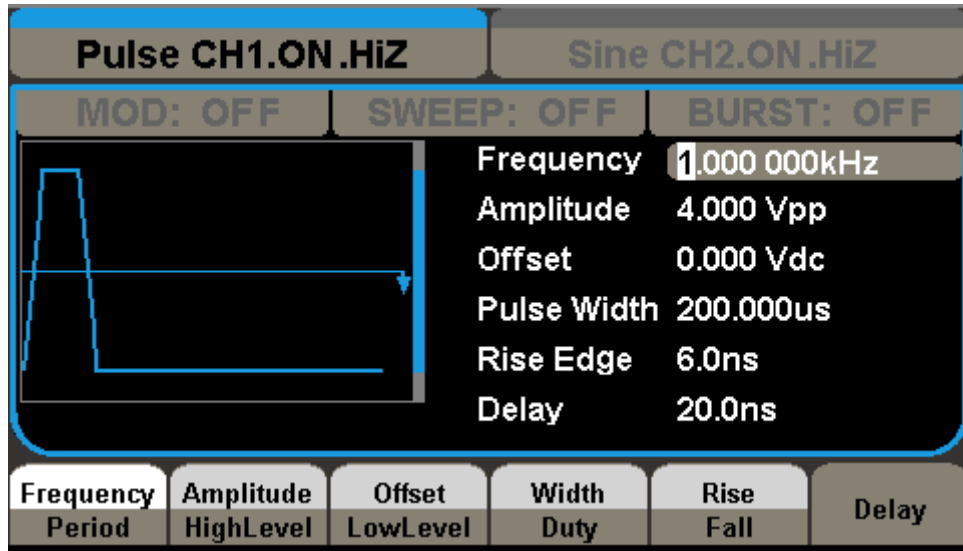 Pulse CH1.ON.HiZ
Sine CH2.ON.HiZ
MOD: OFF
SWEEP: OFF
BURST: OFF
Frequency 1.000 000kHz
Amplitude 4.000 Vpp
Offset 0.000 Vdc
Pulse Width 200.000us
Rise Edge 6.0ns
Delay 20.0ns
Frequency Amplitude Offset Width Rise Delay
Period HighLevel LowLevel Duty Fall